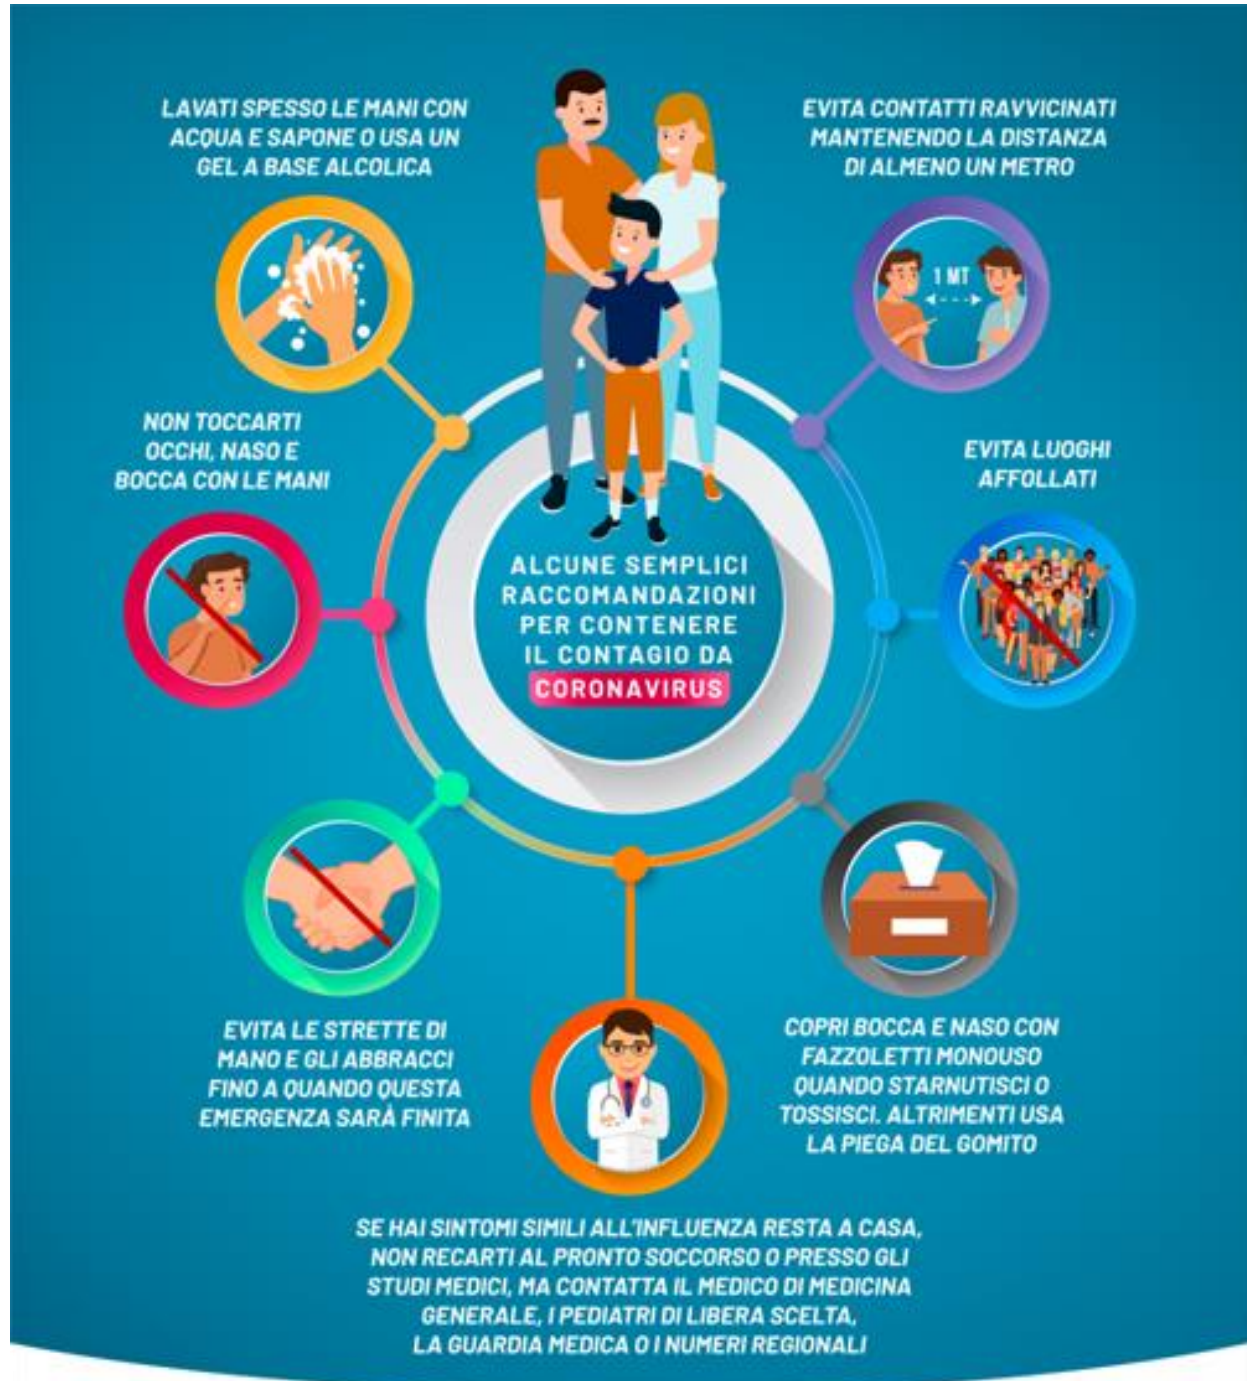 LAVATI SPESSO LE MANI CON
ACQUA E SAPONE O USA UN
GEL A BASE ALCOLICA
EVITA CONTATTI RAVVICINATI
MANTENENDO LA DISTANZA
DI ALMENO UN METRO
1 MT
NON TOCCARTI
OCCHI, NASO E
BOCCA CON LE MANI
EVITA LUOGHI
AFFOLLATI
ALCUNE SEMPLICI
RACCOMANDAZIONI
PER CONTENERE
IL CONTAGIO DA
CORONAVIRUS
EVITA LE STRETTE DI
MANO E GLI ABBRACCI
FINO A QUANDO QUESTA
EMERGENZA SARÀ FINITA
COPRI BOCCA E NASO CON
FAZZOLETTI MONOUSO
QUANDO STARNUTISCI O
TOSSISCI. ALTRIMENTI USA
LA PIEGA DEL GOMITO
SE HAI SINTOMI SIMILI ALL'INFLUENZA RESTA A CASA,
NON RECARTI AL PRONTO SOCCORSO O PRESSO GLI
STUDI MEDICI, MA CONTATTA IL MEDICO DI MEDICINA
GENERALE, I PEDIATRI DI LIBERA SCELTA,
LA GUARDIA MEDICA O I NUMERI REGIONALI